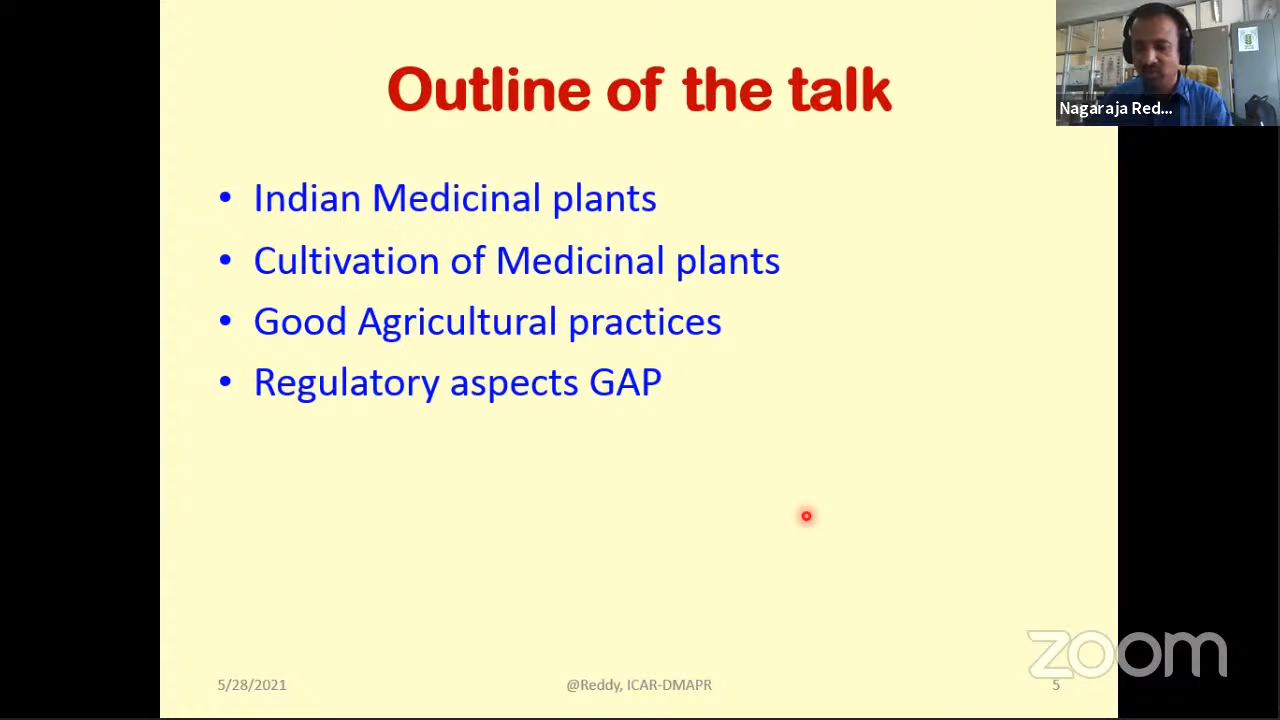 Outline of the talk
Nagaraja Red...
• Indian Medicinal plants
• Cultivation of Medicinal plants
• Good Agricultural practices
• Regulatory aspects GAP
zoom
5/28/2021
@Reddy, ICAR-DMAPR
5